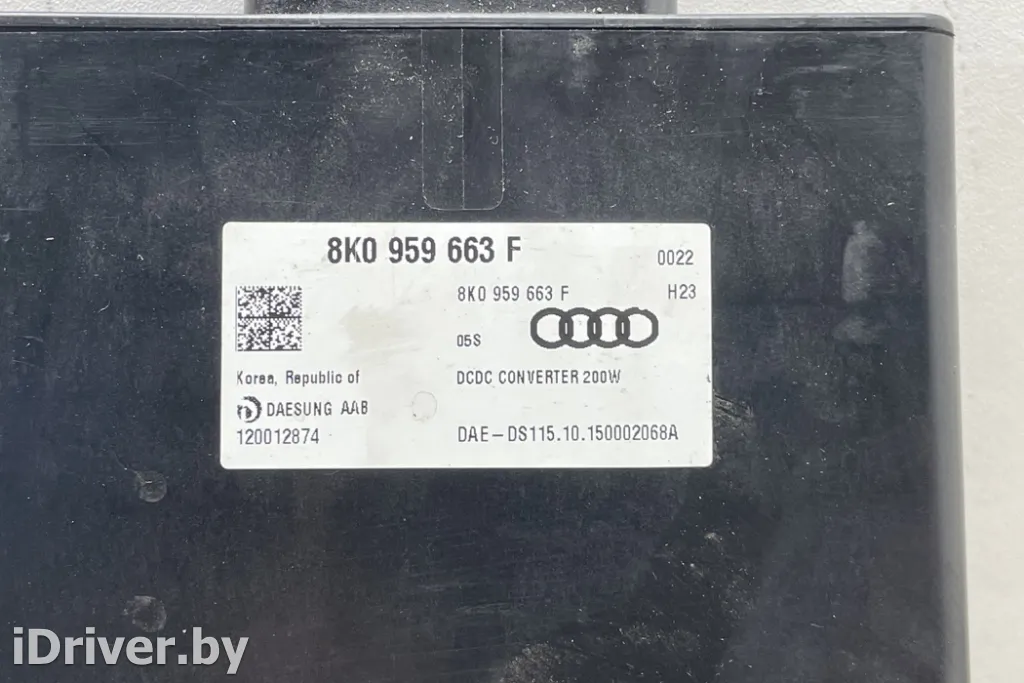 8K0 959 663 F
0022
8K0 959 663 F
H23
05S
Korea, Republic of
DCDC CONVERTER 200W
DAESUNG AAB
120012874
DAE-DS115.10.150002068A
iDriver.by